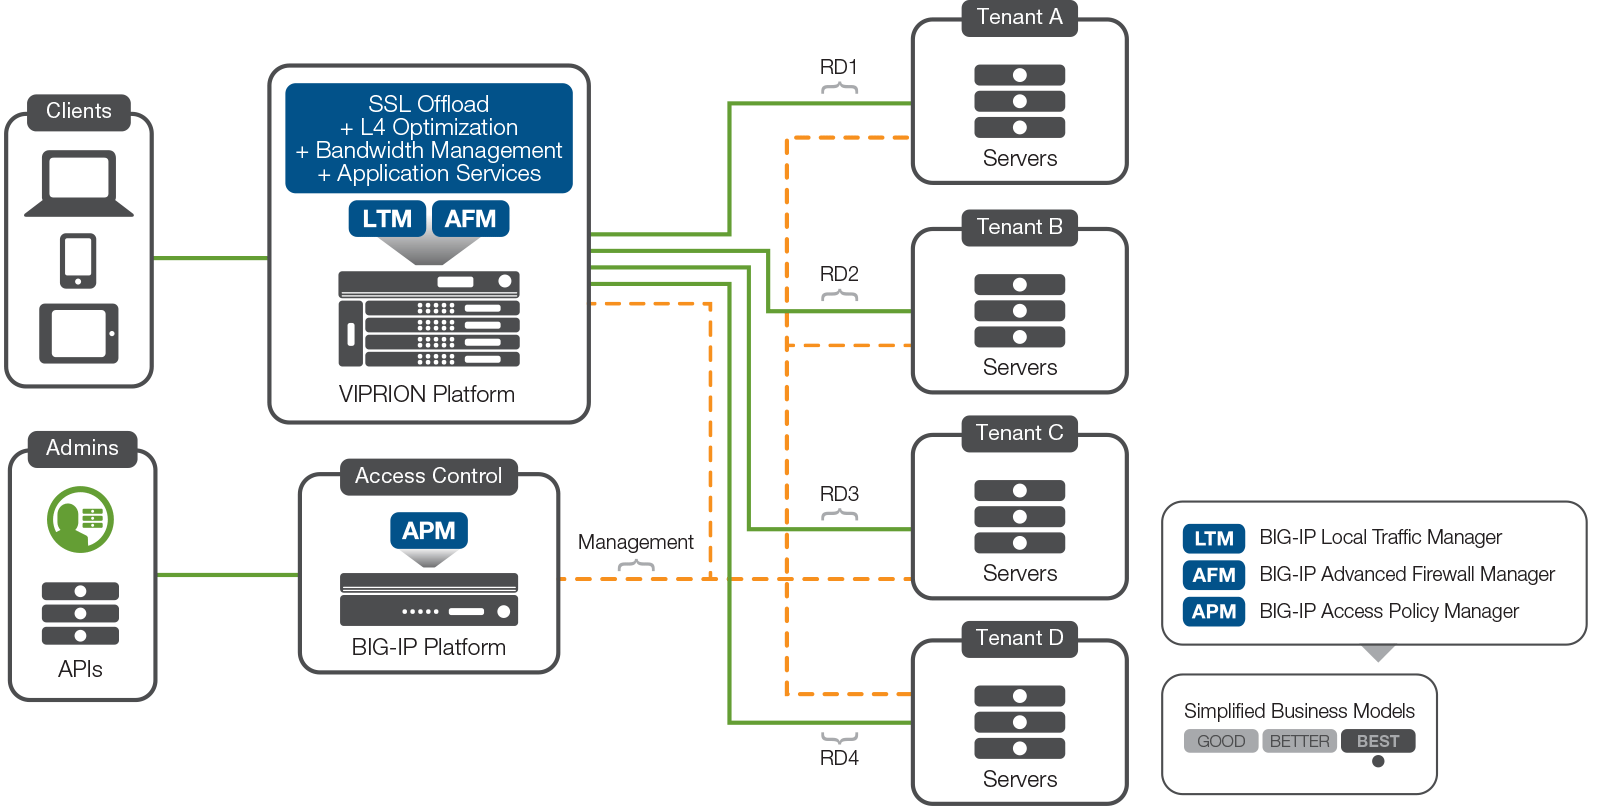 Clients
SSL Offload
+ L4 Optimization
+ Bandwidth Management
+ Application Services
LTM
AFM
VIPRION Platform
Admins
APIs
Access Control
APM
BIG-IP Platform
Management
RD1
RD2
RD3
RD4
Tenant A
Servers
Tenant B
Servers
Tenant C
Servers
Tenant D
Servers
LTM BIG-IP Local Traffic Manager
AFM BIG-IP Advanced Firewall Manager
APM BIG-IP Access Policy Manager
Simplified Business Models
GOOD BETTER BEST